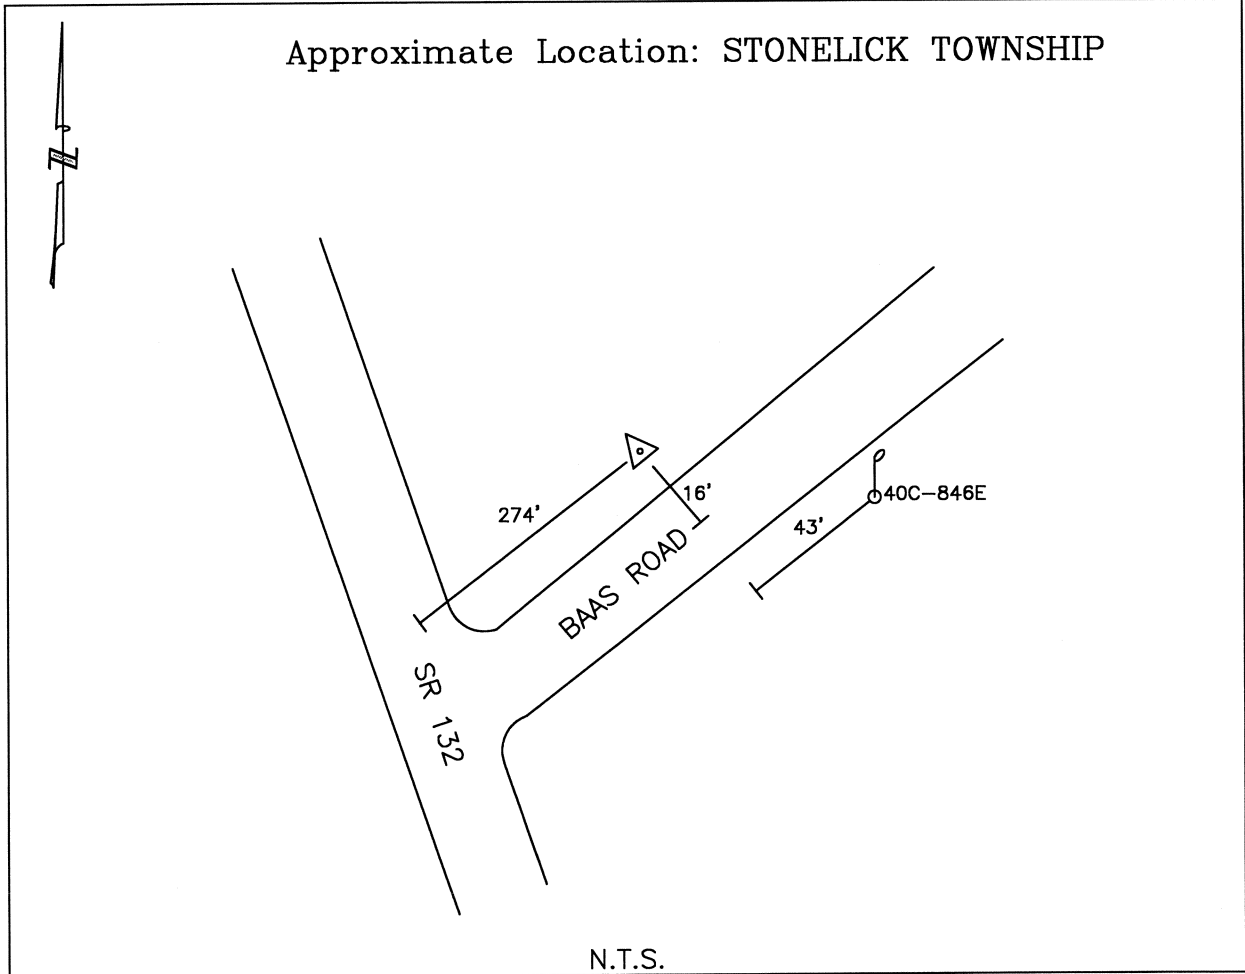 Approximate Location: STONELICK TOWNSHIP
N
274'
16'
40C-846E
43'
BAAS ROAD
SR 132
N.T.S.